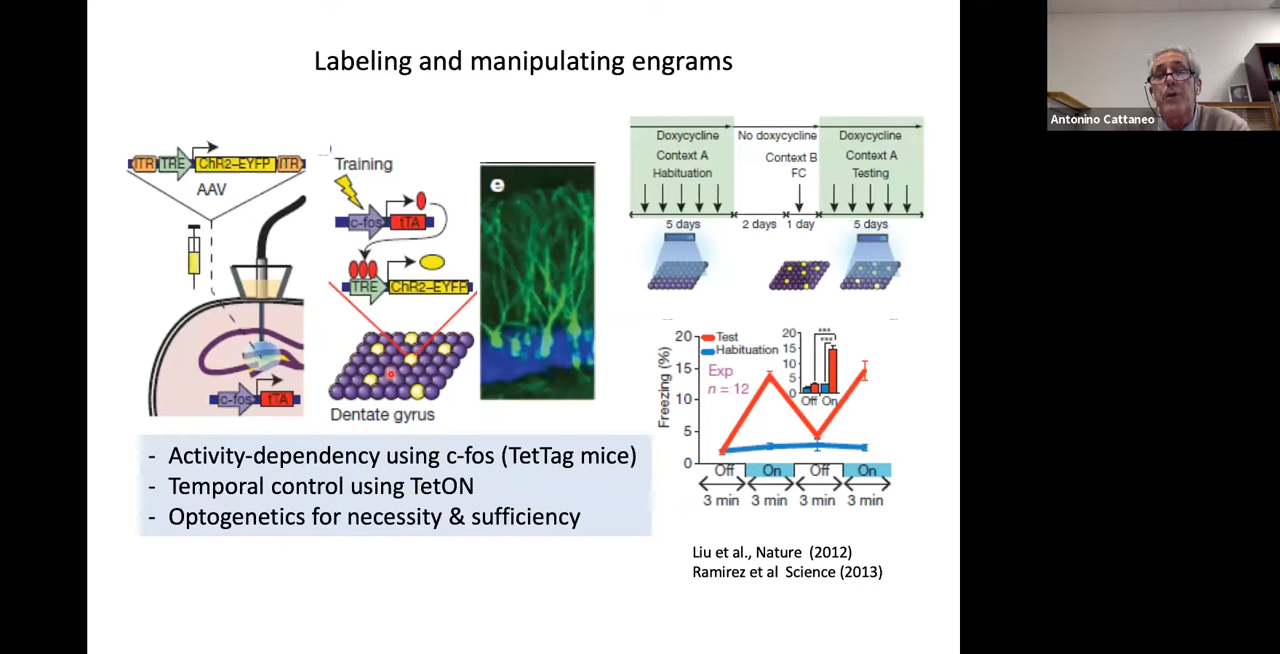 Labeling and manipulating engrams
ITR TRE ChR2–EYFP ITR
AAV
c-fos tTA
Training
c-fos tTA
TRE ChR2–EYFP
Dentate gyrus
e
Doxycycline No doxycycline Doxycycline
Context A Context B Context A
Habituation FC Testing
5 days 2 days 1 day 5 days
Freezing (%)
20
15
10
5
0
Test
Habituation
Exp
n = 12
20
15
10
5
0
***
***
Off On
Off On Off On
3 min 3 min 3 min 3 min
- Activity-dependency using c-fos (TetTag mice)
- Temporal control using TetON
- Optogenetics for necessity & sufficiency
Liu et al., Nature (2012)
Ramirez et al Science (2013)
Antonino Cattaneo